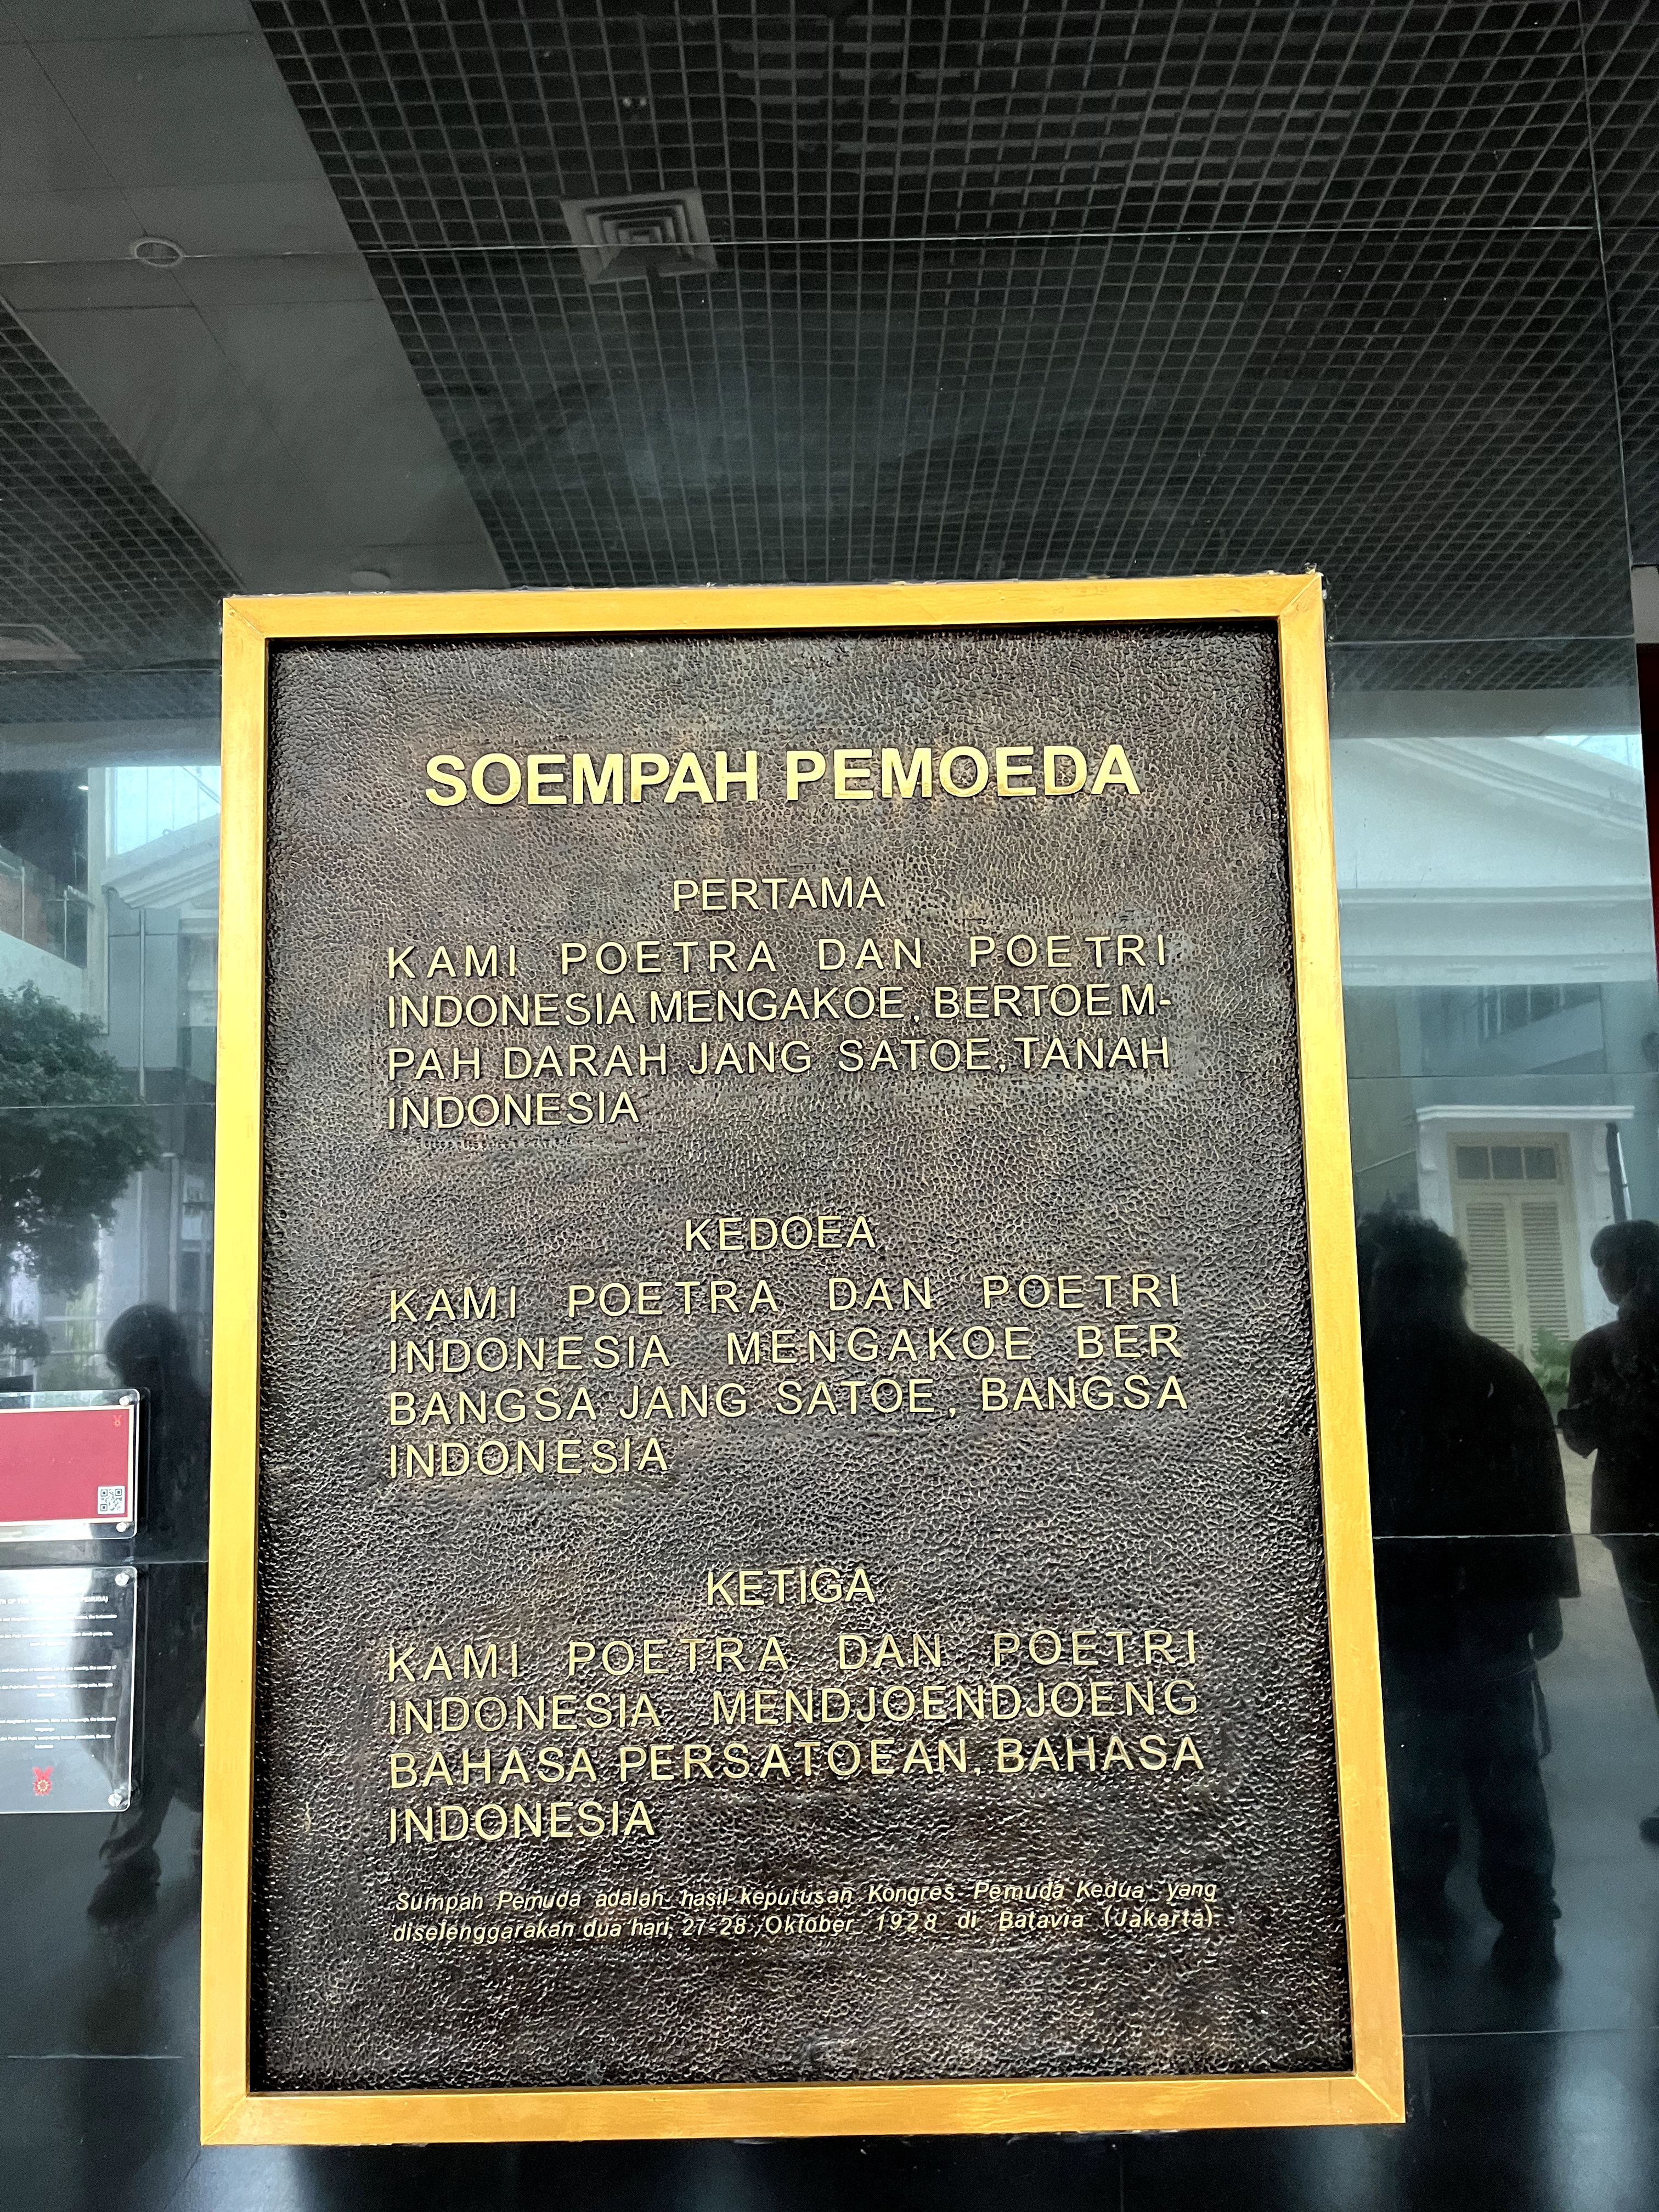 SOEMPAH PEMOEDA
PERTAMA
KAMI POETRA DAN POETRI
INDONESIA MENGAKOE, BERTOEM-
PAH DARAH JANG SATOE, TANAH
INDONESIA
KEDOEA
KAMI POETRA DAN POETRI
INDONESIA MENGAKOE BER
BANGSA JANG SATOE, BANGSA
INDONESIA
KETIGA
KAMI POETRA DAN POETRI
INDONESIA MENDJOENDJOENG
BAHASA PERSATOEAN, BAHASA
INDONESIA
Sumpah Pemuda adalah hasil keputusan Kongres Pemuda Kedua yang
diselenggarakan dua hari, 27-28 Oktober 1928 di Batavia (Jakarta)